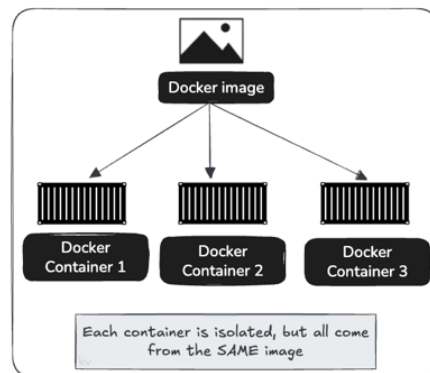 Docker image
Docker
Container 1
Docker
Container 2
Docker
Container 3
Each container is isolated, but all come
from the SAME image